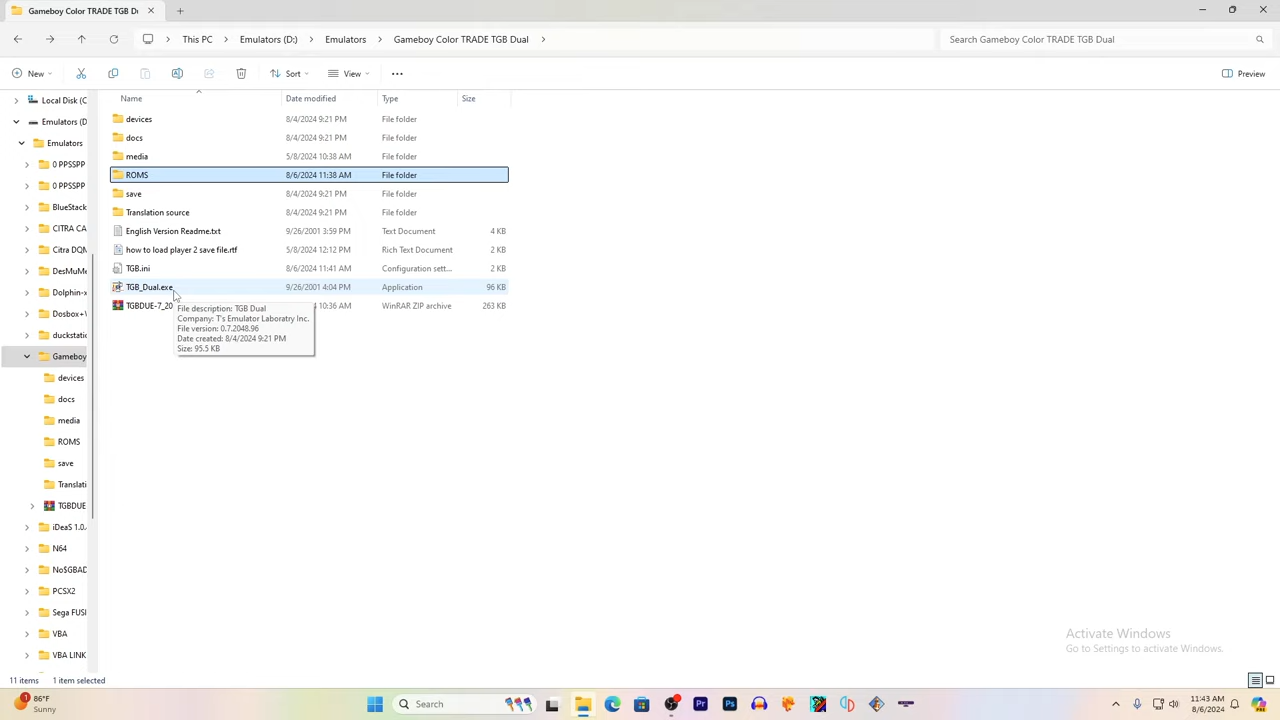 Gameboy Color TRADE TGB D
This PC > Emulators (D:) > Emulators > Gameboy Color TRADE TGB Dual >
Search Gameboy Color TRADE TGB Dual
New
Sort
View
Preview
Name Date modified Type Size
devices 8/4/2024 9:21 PM File folder
docs 8/4/2024 9:21 PM File folder
media 5/8/2024 10:38 AM File folder
ROMS 8/6/2024 11:38 AM File folder
save 8/4/2024 9:21 PM File folder
Translation source 8/4/2024 9:21 PM File folder
English Version Readme.txt 9/26/2001 3:59 PM Text Document 4 KB
how to load player 2 save file.rtf 5/8/2024 12:12 PM Rich Text Document 2 KB
TGB.ini 8/6/2024 11:41 AM Configuration sett... 2 KB
TGB_Dual.exe 9/26/2001 4:04 PM Application 96 KB
TGBDUE-7_20 10:36 AM WinRAR ZIP archive 263 KB
File description: TGB Dual
Company: T's Emulator Laboratry Inc.
File version: 0.7.2048.96
Date created: 8/4/2024 9:21 PM
Size: 95.5 KB
Local Disk (C
Emulators (D:
Emulators
0 PPSSPP
0 PPSSPP
BlueStack
CITRA CA
Citra DQM
DesMuMe
Dolphin-x
Dosbox+W
duckstatio
Gameboy
devices
docs
media
ROMS
save
Translati
TGBDUE
iDeaS 1.0.
N64
No$GBAD
PCSX2
Sega FUSI
VBA
VBA LINK
Activate Windows
Go to Settings to activate Windows.
11 items 1 item selected
1
86°F
Sunny
Search
11:43 AM
8/6/2024